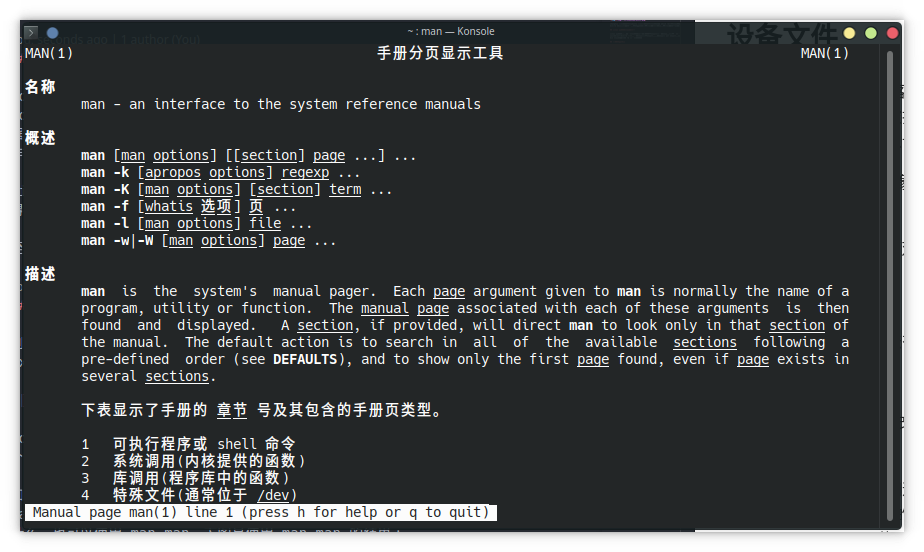 设备文件
~ : man — Konsole
MAN(1) 手册分页显示工具 MAN(1)
名称
man - an interface to the system reference manuals
概述
man [man options] [[section] page ...] ...
man -k [apropos options] regexp ...
man -K [man options] [section] term ...
man -f [whatis 选项] 页 ...
man -l [man options] file ...
man -w|-W [man options] page ...
描述
man is the system's manual pager. Each page argument given to man is normally the name of a
program, utility or function. The manual page associated with each of these arguments is then
found and displayed. A section, if provided, will direct man to look only in that section of
the manual. The default action is to search in all of the available sections following a
pre-defined order (see DEFAULTS), and to show only the first page found, even if page exists in
several sections.
下表显示了手册的 章节 号及其包含的手册页类型。
1 可执行程序或 shell 命令
2 系统调用(内核提供的函数)
3 库调用(程序库中的函数)
4 特殊文件(通常位于 /dev)
Manual page man(1) line 1 (press h for help or q to quit)